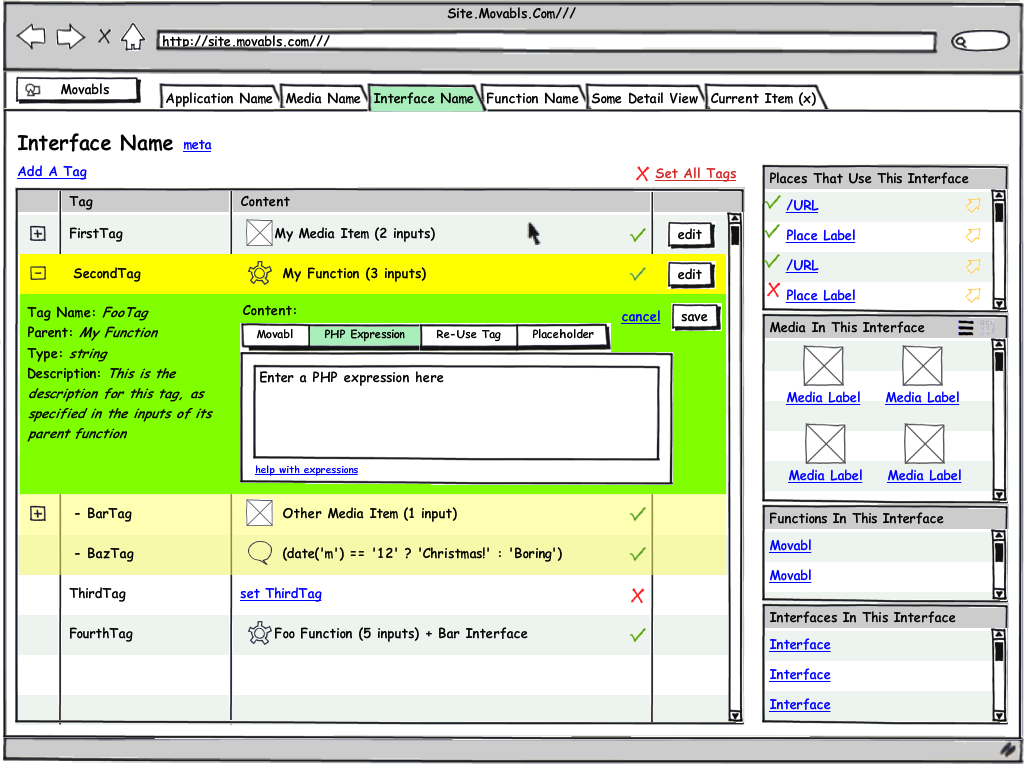 Site.Movabls.Com///
http://site.movabls.com///
Movabls
Application Name
Media Name
Interface Name
Function Name
Some Detail View
Current Item (x)
Interface Name meta
Add A Tag
X Set All Tags
Tag Content
FirstTag My Media Item (2 inputs) edit
SecondTag My Function (3 inputs) edit
Tag Name: FooTag
Parent: My Function
Type: string
Description: This is the
description for this tag, as
specified in the inputs of its
parent function
Content: cancel save
Movabl PHP Expression Re-Use Tag Placeholder
Enter a PHP expression here
help with expressions
- BarTag Other Media Item (1 input)
- BazTag (date('m') == '12' ? 'Christmas!' : 'Boring')
ThirdTag set ThirdTag
FourthTag Foo Function (5 inputs) + Bar Interface
Places That Use This Interface
/URL
Place Label
/URL
Place Label
Media In This Interface
Media Label Media Label
Media Label Media Label
Functions In This Interface
Movabl
Movabl
Interfaces In This Interface
Interface
Interface
Interface